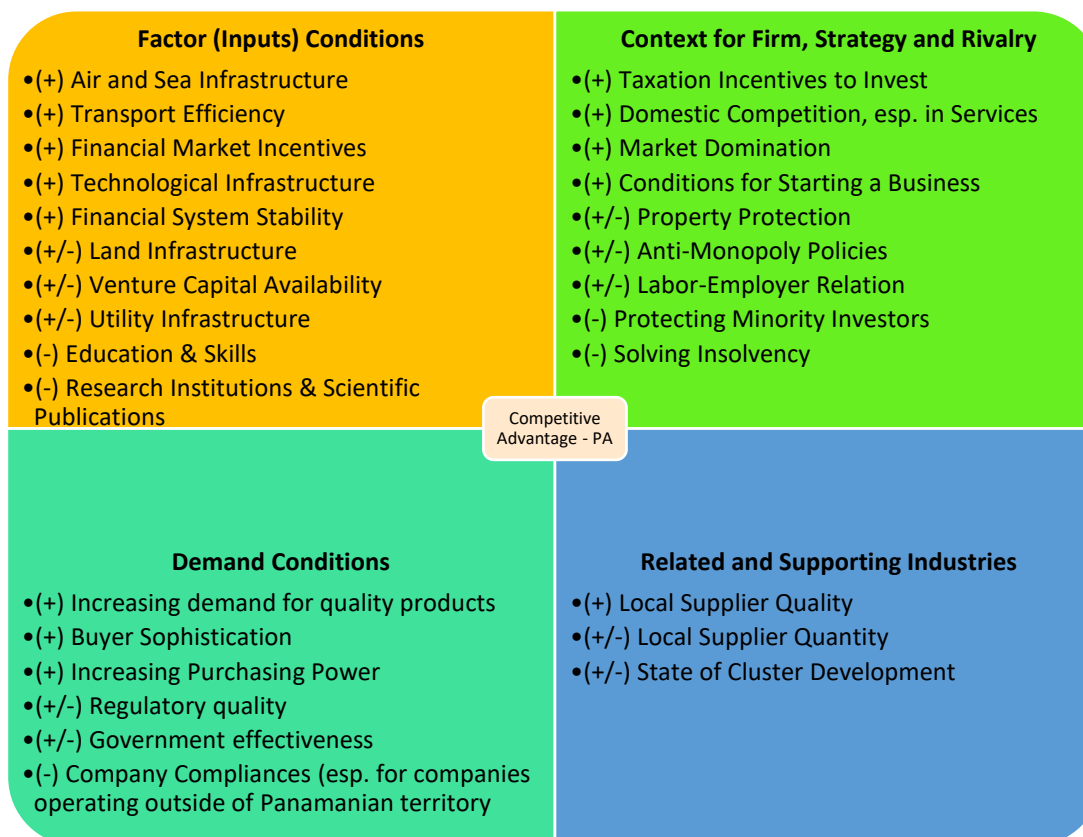 Factor (Inputs) Conditions
•(+) Air and Sea Infrastructure
•(+) Transport Efficiency
•(+) Financial Market Incentives
•(+) Technological Infrastructure
•(+) Financial System Stability
•(+/-) Land Infrastructure
•(+/-) Venture Capital Availability
•(+/-) Utility Infrastructure
•(-) Education & Skills
•(-) Research Institutions & Scientific
Publications
Context for Firm, Strategy and Rivalry
•(+) Taxation Incentives to Invest
•(+) Domestic Competition, esp. in Services
•(+) Market Domination
•(+) Conditions for Starting a Business
•(+/-) Property Protection
•(+/-) Anti-Monopoly Policies
•(+/-) Labor-Employer Relation
•(-) Protecting Minority Investors
•(-) Solving Insolvency
Competitive
Advantage - PA
Demand Conditions
•(+) Increasing demand for quality products
•(+) Buyer Sophistication
•(+) Increasing Purchasing Power
•(+/-) Regulatory quality
•(+/-) Government effectiveness
•(-) Company Compliances (esp. for companies
operating outside of Panamanian territory
Related and Supporting Industries
•(+) Local Supplier Quality
•(+/-) Local Supplier Quantity
•(+/-) State of Cluster Development